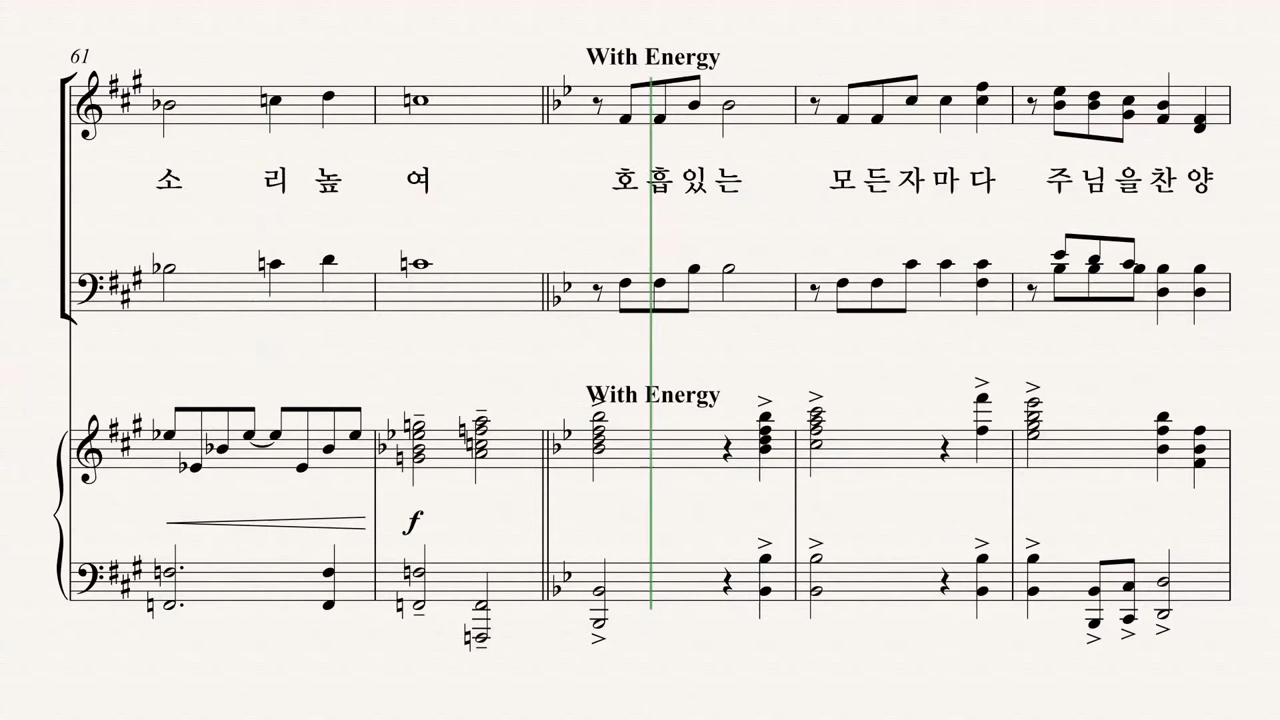 61
With Energy
소 리 높 여 호 흡 있 는 모 든 자 마 다 주 님 을 찬 양
With Energy
f